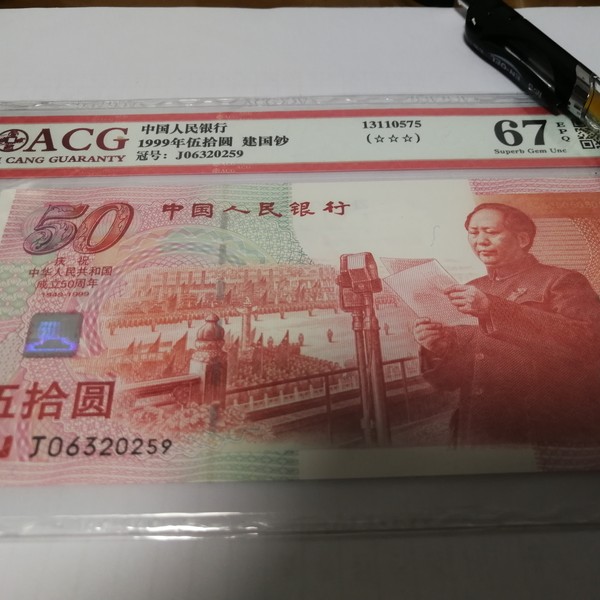 ACG
CANG GUARANTY
中国人民银行
1999年伍拾圆 建国钞
冠号: J06320259
13110575
(☆☆☆)
67
EPQ
Superb Gem Unc
50
中国人民银行
庆祝
中华人民共和国
成立50周年
1949-1999
伍拾圆
J06320259